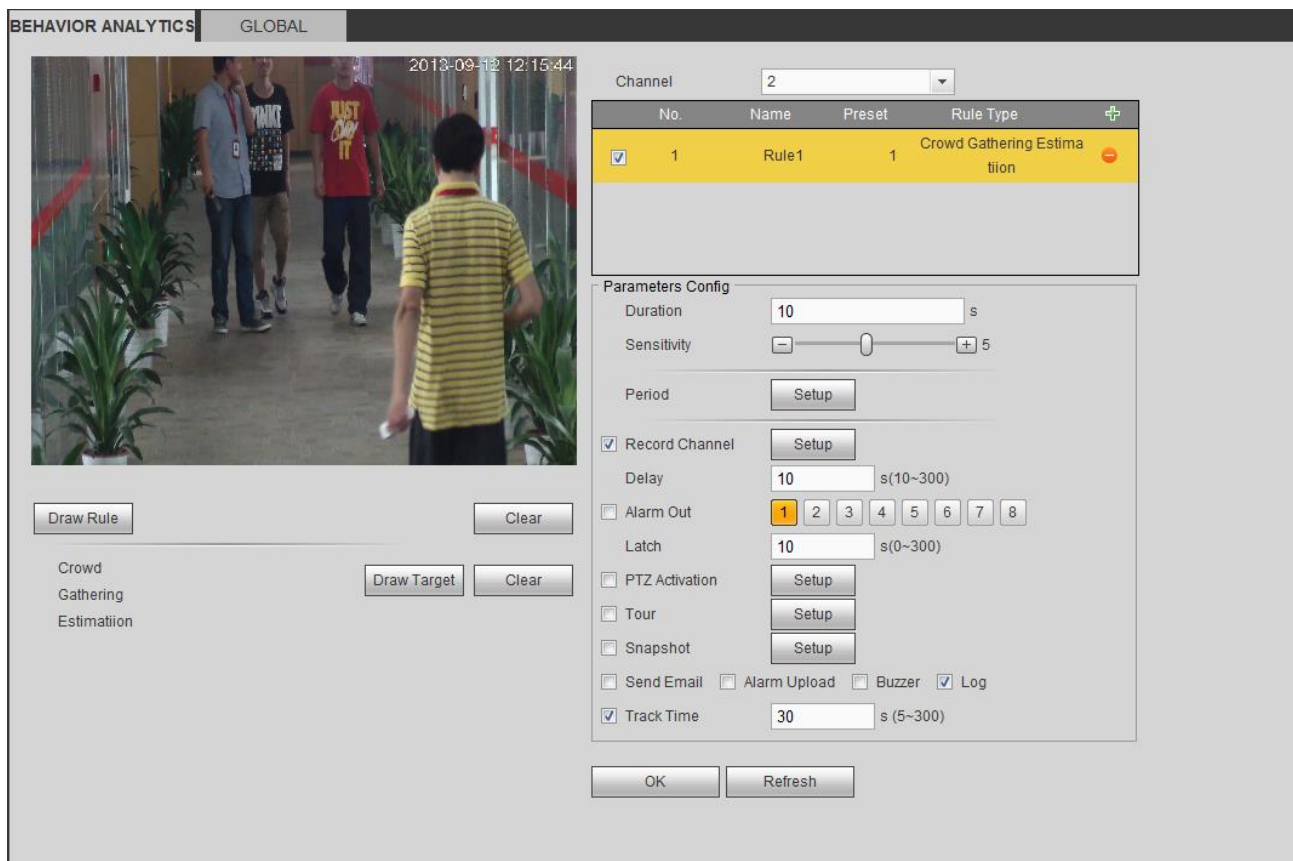 BEHAVIOR ANALYTICS
GLOBAL
2013-09-12 12:15:44
JUST
IT
Draw Rule
Clear
Crowd
Gathering
Estimatiion
Draw Target
Clear
Channel 2
No. Name Preset Rule Type
1 Rule1 1 Crowd Gathering Estima
tiion
Parameters Config
Duration 10 s
Sensitivity 5
Period Setup
Record Channel Setup
Delay 10 s(10~300)
Alarm Out 1 2 3 4 5 6 7 8
Latch 10 s(0~300)
PTZ Activation Setup
Tour Setup
Snapshot Setup
Send Email Alarm Upload Buzzer Log
Track Time 30 s (5~300)
OK Refresh